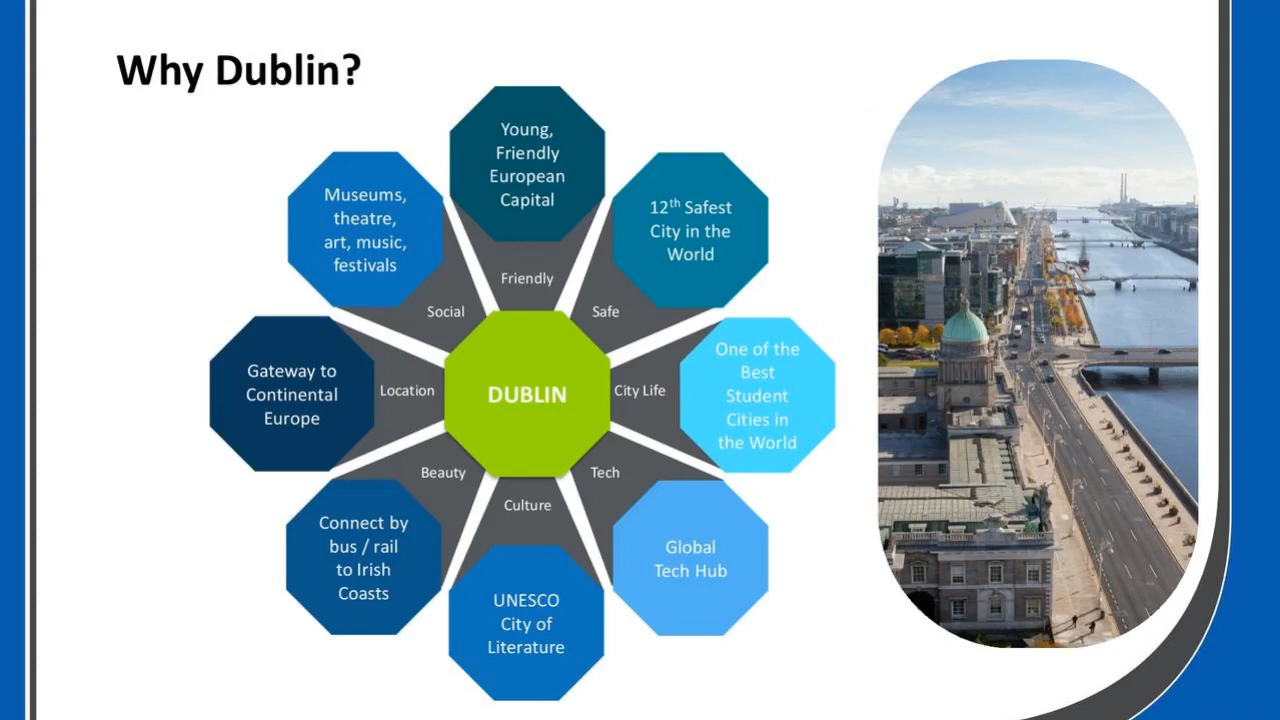 Why Dublin?
Young,
Friendly
European
Capital
12th Safest
City in the
World
One of the
Best
Student
Cities in
the World
Global
Tech Hub
UNESCO
City of
Literature
Connect by
bus / rail
to Irish
Coasts
Gateway to
Continental
Europe
Museums,
theatre,
art, music,
festivals
Friendly
Safe
City Life
Tech
Culture
Beauty
Location
Social
DUBLIN